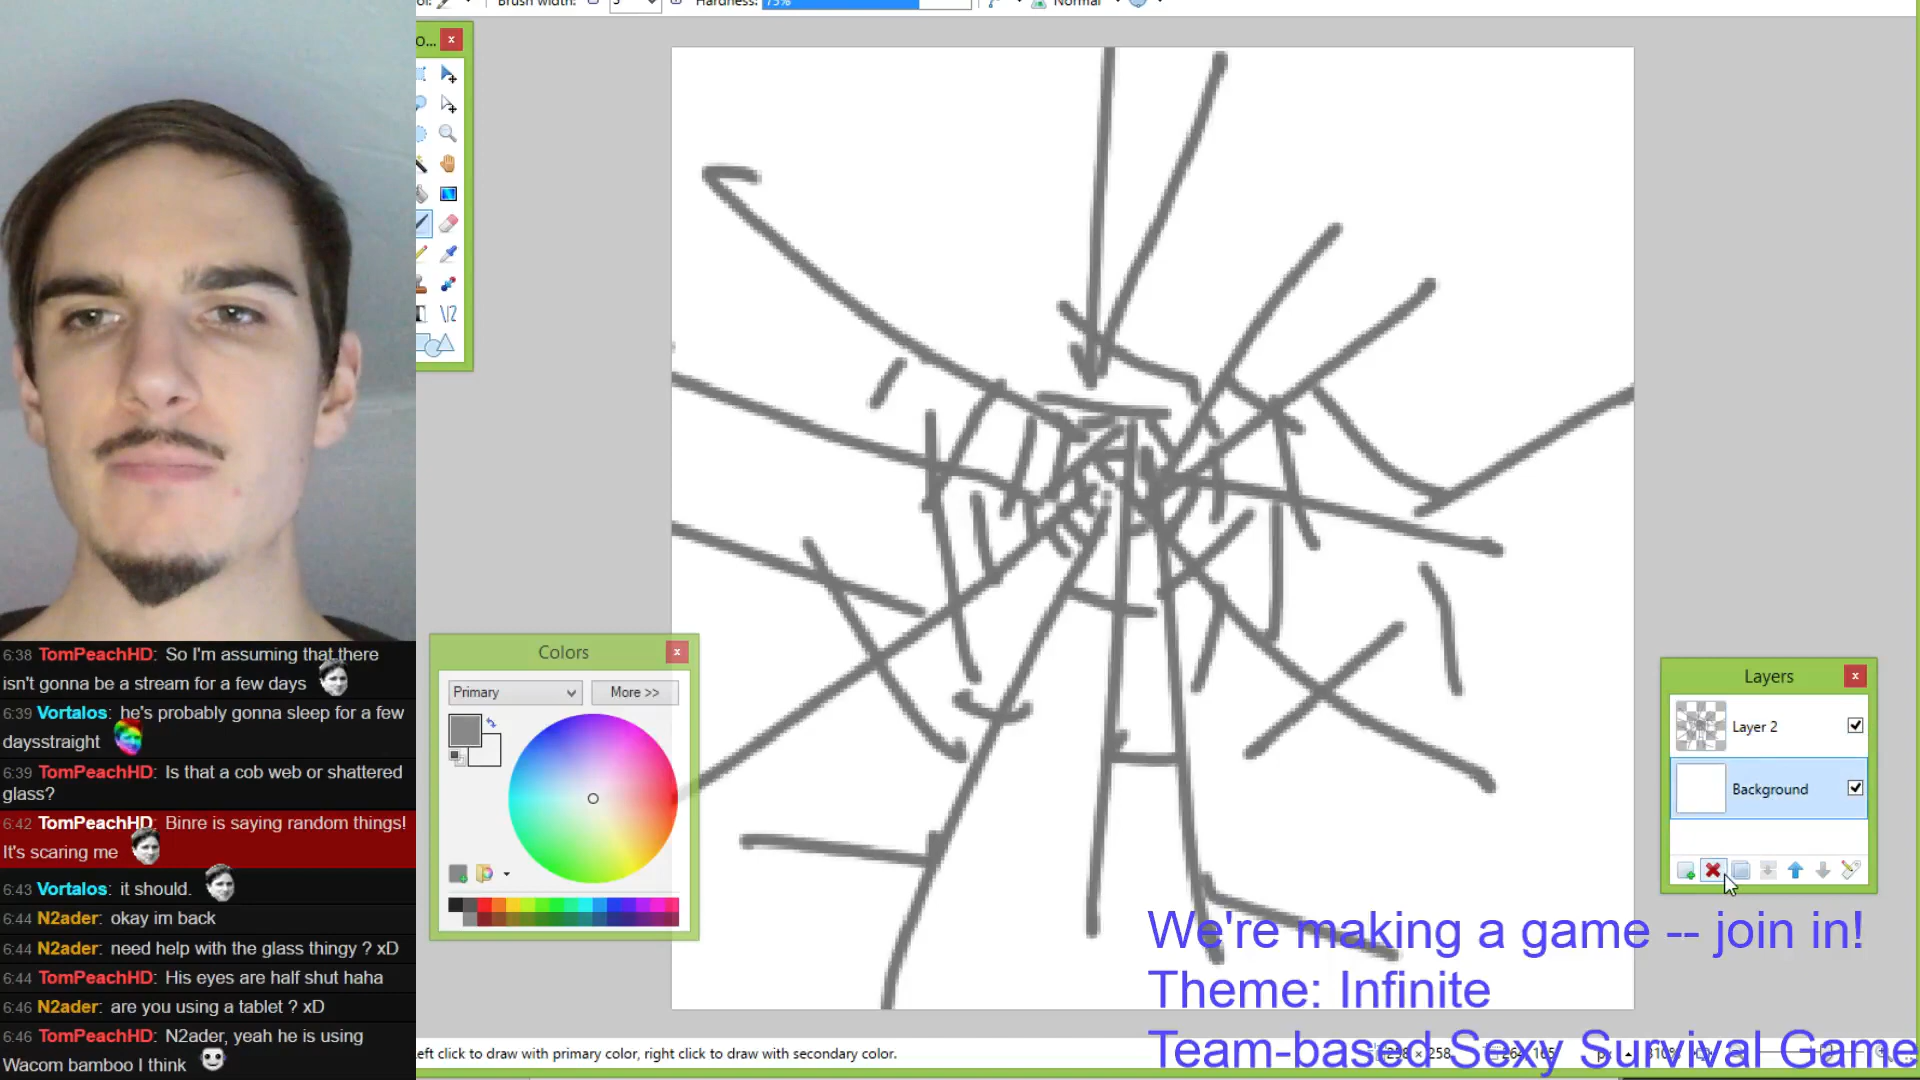 Brush width:
Hardness:
75%
Normal
Colors
Primary
More >>
Layers
Layer 2
Background
6:38 TomPeachHD: So I'm assuming that there
isn't gonna be a stream for a few days
6:39 Vortalos: he's probably gonna sleep for a few
daysstraight
6:39 TomPeachHD: Is that a cob web or shattered
glass?
6:42 TomPeachHD: Binre is saying random things!
It's scaring me
6:43 Vortalos: it should.
6:44 N2ader: okay im back
6:44 N2ader: need help with the glass thingy ? xD
6:44 TomPeachHD: His eyes are half shut haha
6:46 N2ader: are you using a tablet ? xD
6:46 TomPeachHD: N2ader, yeah he is using
Wacom bamboo I think
We're making a game -- join in!
Theme: Infinite
Team-based Sexy Survival Game
left click to draw with primary color, right click to draw with secondary color.